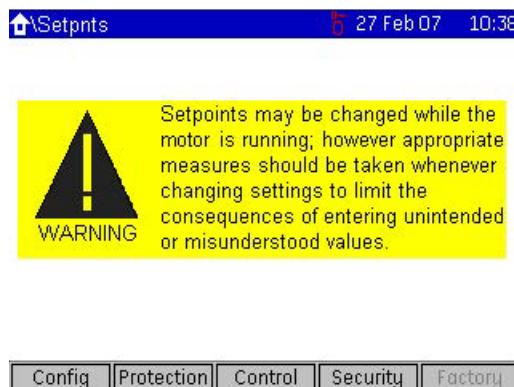 \Setpnts 27 Feb 07 10:38
Setpoints may be changed while the
motor is running; however appropriate
measures should be taken whenever
changing settings to limit the
consequences of entering unintended
or misunderstood values.
WARNING
Config Protection Control Security Factory